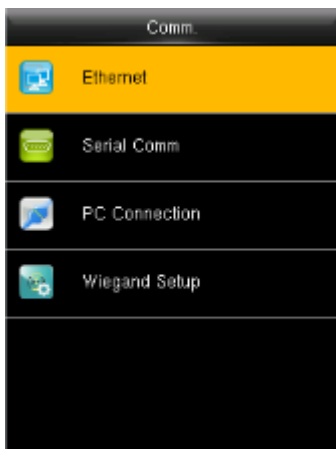 Comm.
Ethernet
Serial Comm
PC Connection
Wiegand Setup